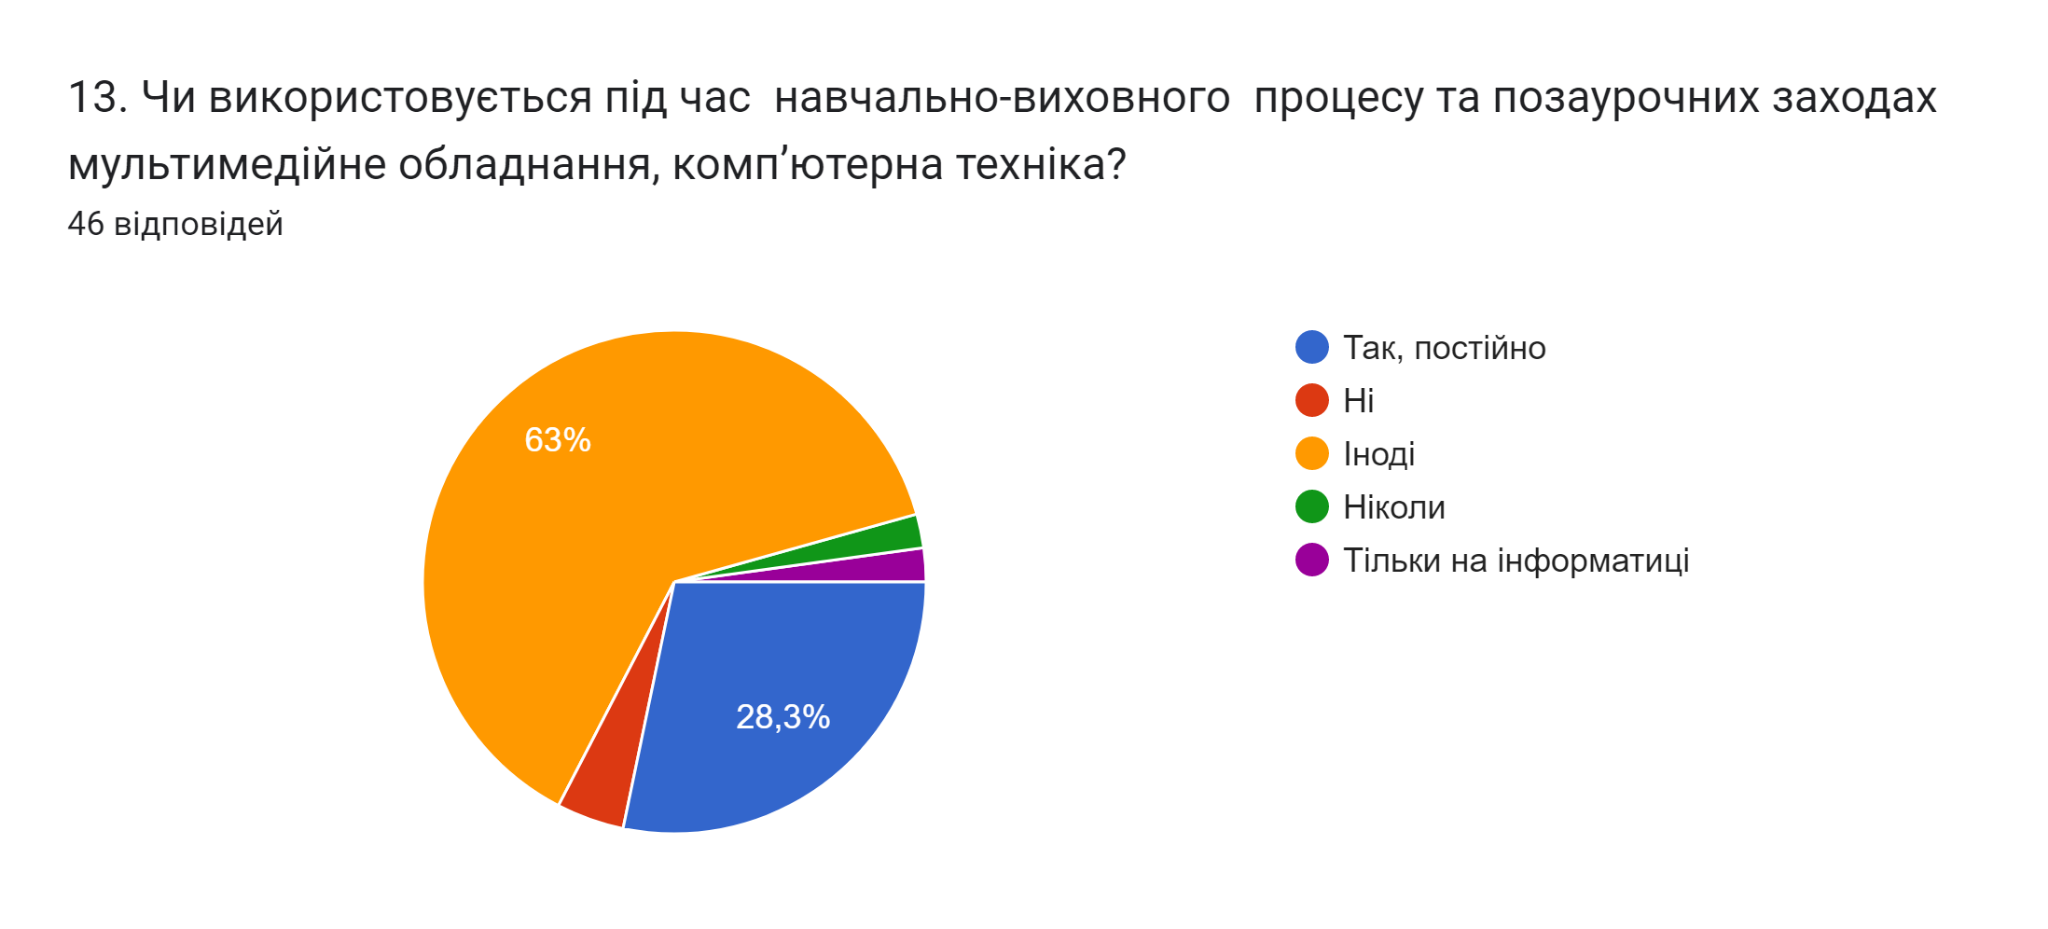 13. Чи використовується під час  навчально-виховного  процесу та позаурочних заходах
мультимедійне обладнання, комп’ютерна техніка?
46 відповідей
63%
28,3%
Так, постійно
Ні
Іноді
Ніколи
Тільки на інформатиці